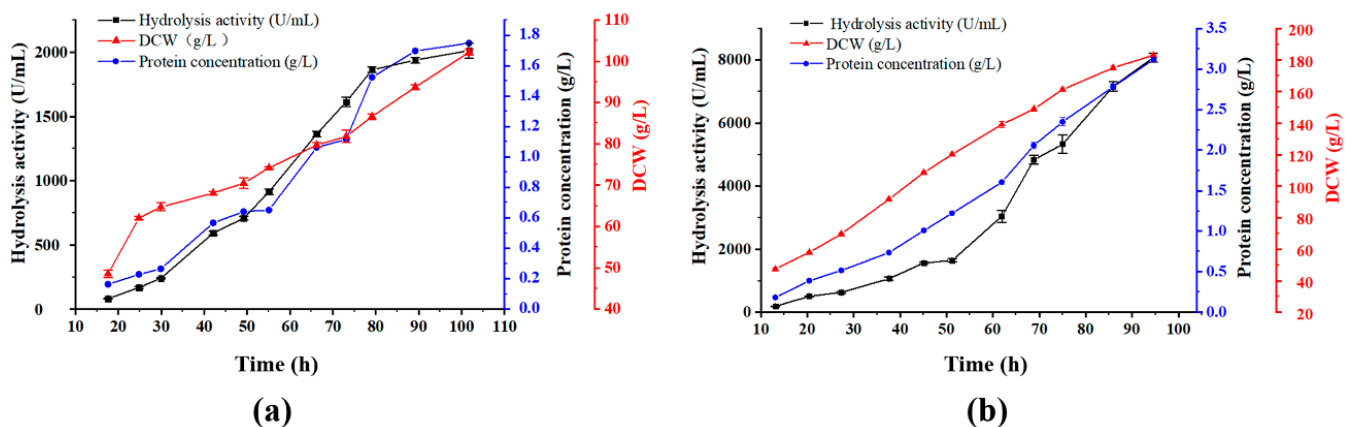 Hydrolysis activity (U/mL)
DCW（g/L ）
Protein concentration (g/L)
Hydrolysis activity (U/mL)
2000
1500
1000
500
0
10 20 30 40 50 60 70 80 90 100 110
Time (h)
1.8
1.6
1.4
1.2
1.0
0.8
0.6
0.4
0.2
0.0
Protein concentration (g/L)
110
100
90
80
70
60
50
40
DCW (g/L)
(a)
Hydrolysis activity (U/mL)
DCW (g/L)
Protein concentration (g/L)
Hydrolysis activity (U/mL)
8000
6000
4000
2000
0
10 20 30 40 50 60 70 80 90 100
Time (h)
3.5
3.0
2.5
2.0
1.5
1.0
0.5
0.0
Protein concentration (g/L)
200
180
160
140
120
100
80
60
40
20
DCW (g/L)
(b)